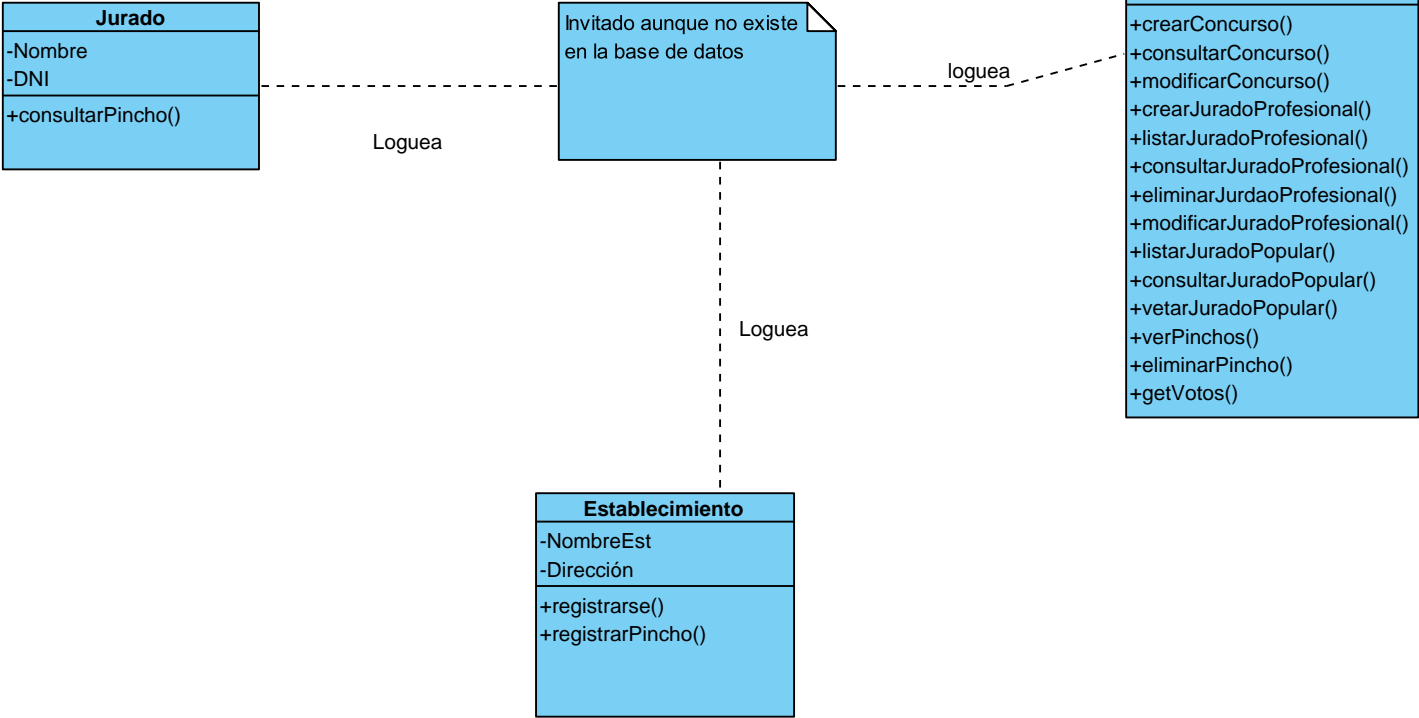 Jurado
-Nombre
-DNI
+consultarPincho()
Loguea
Invitado aunque no existe
en la base de datos
loguea
+crearConcurso()
+consultarConcurso()
+modificarConcurso()
+crearJuradoProfesional()
+listarJuradoProfesional()
+consultarJuradoProfesional()
+eliminarJurdaoProfesional()
+modificarJuradoProfesional()
+listarJuradoPopular()
+consultarJuradoPopular()
+vetarJuradoPopular()
+verPinchos()
+eliminarPincho()
+getVotos()
Loguea
Establecimiento
-NombreEst
-Dirección
+registrarse()
+registrarPincho()